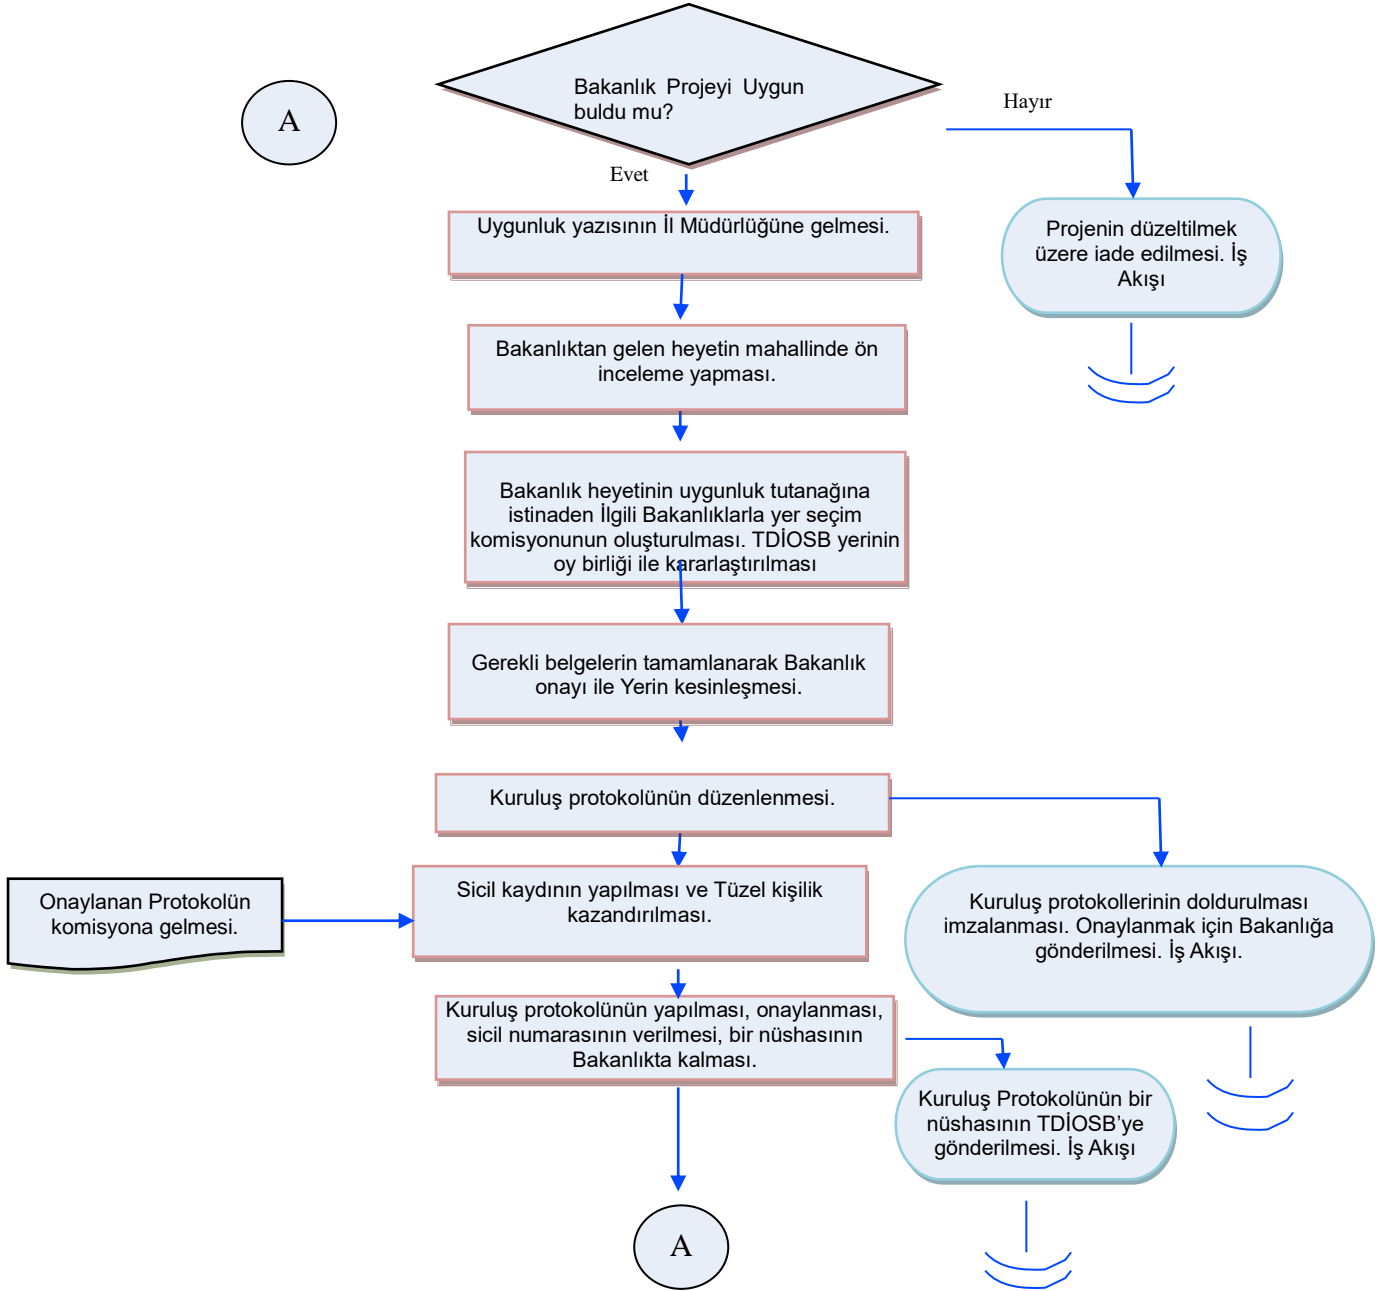 Bakanlık Projeyi Uygun
buldu mu?
A
Hayır
Evet
Uygunluk yazısının İl Müdürlüğüne gelmesi.
Projenin düzeltilmek
üzere iade edilmesi. İş
Akışı
Bakanlıktan gelen heyetin mahallinde ön
inceleme yapması.
Bakanlık heyetinin uygunluk tutanağına
istinaden İlgili Bakanlıklarla yer seçim
komisyonunun oluşturulması. TDİOSB yerinin
oy birliği ile kararlaştırılması
Gerekli belgelerin tamamlanarak Bakanlık
onayı ile Yerin kesinleşmesi.
Kuruluş protokolünün düzenlenmesi.
Onaylanan Protokolün
komisyona gelmesi.
Sicil kaydının yapılması ve Tüzel kişilik
kazandırılması.
Kuruluş protokollerinin doldurulması
imzalanması. Onaylanmak için Bakanlığa
gönderilmesi. İş Akışı.
Kuruluş protokolünün yapılması, onaylanması,
sicil numarasının verilmesi, bir nüshasının
Bakanlıkta kalması.
Kuruluş Protokolünün bir
nüshasının TDİOSB’ye
gönderilmesi. İş Akışı
A